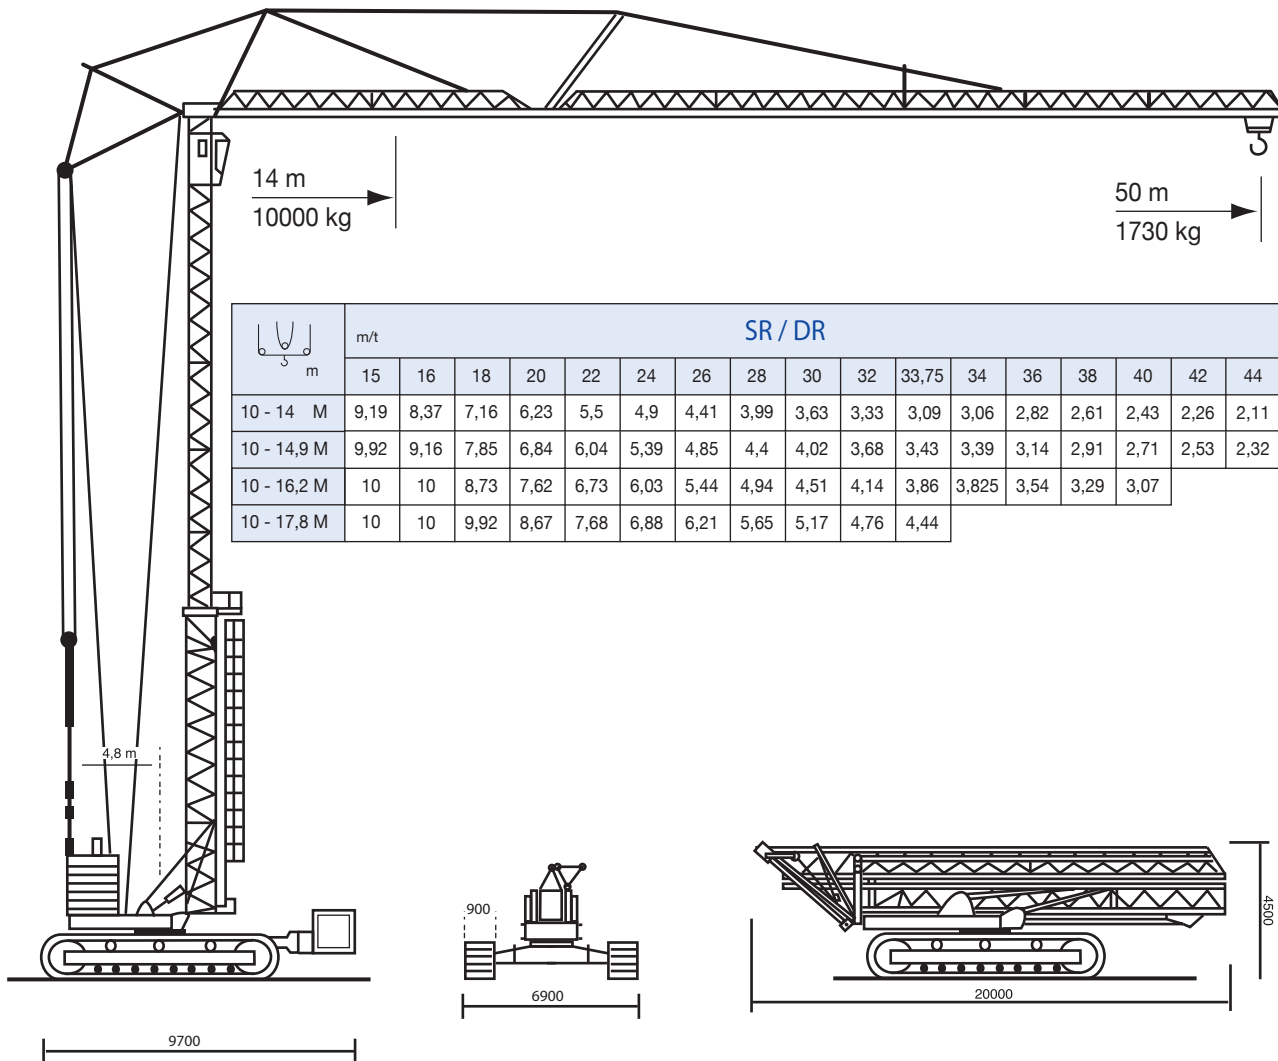 14 m
10000 kg
50 m
1730 kg
m/t SR / DR
m 15 16 18 20 22 24 26 28 30 32 33,75 34 36 38 40 42 44
10 - 14 M 9,19 8,37 7,16 6,23 5,5 4,9 4,41 3,99 3,63 3,33 3,09 3,06 2,82 2,61 2,43 2,26 2,11
10 - 14,9 M 9,92 9,16 7,85 6,84 6,04 5,39 4,85 4,4 4,02 3,68 3,43 3,39 3,14 2,91 2,71 2,53 2,32
10 - 16,2 M 10 10 8,73 7,62 6,73 6,03 5,44 4,94 4,51 4,14 3,86 3,825 3,54 3,29 3,07
10 - 17,8 M 10 10 9,92 8,67 7,68 6,88 6,21 5,65 5,17 4,76 4,44
4,8 m
900
4500
6900
20000
9700